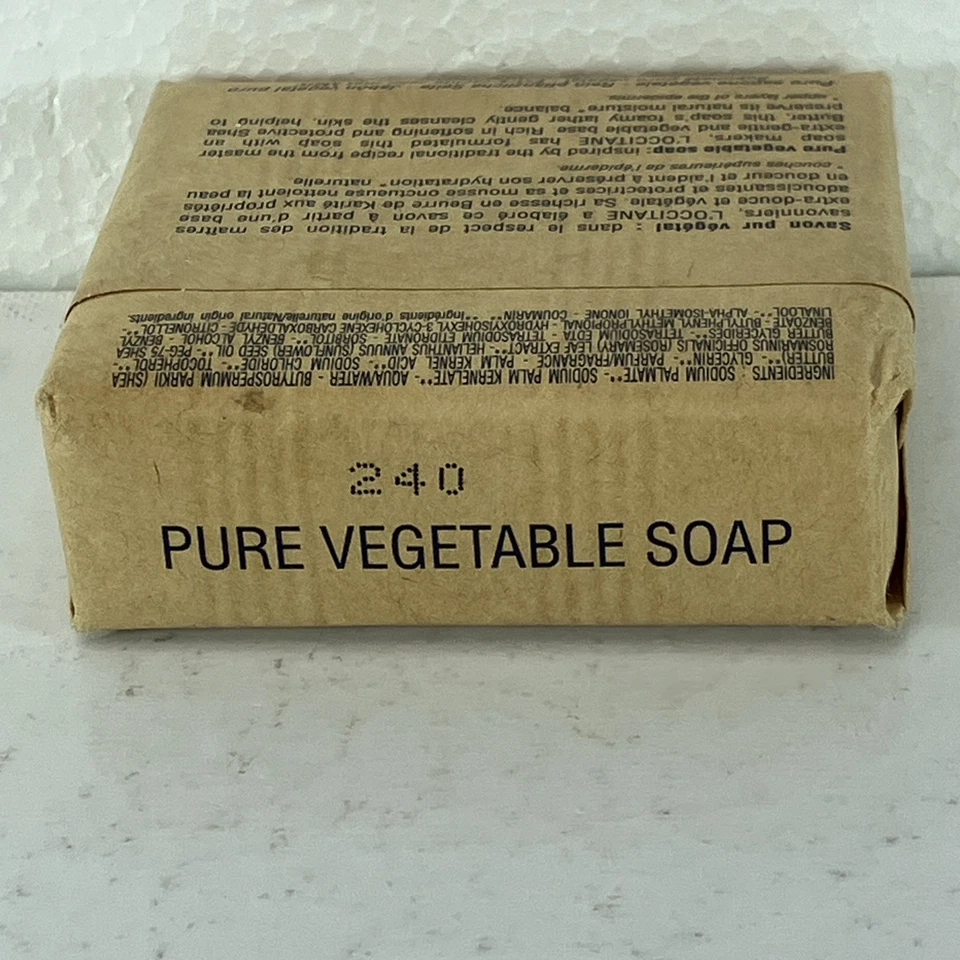 240
PURE VEGETABLE SOAP
INGREDIENTS : SODIUM PALMATE**- SODIUM PALM KERNELATE**- AQUA/WATER - BUTYROSPERMUM PARKII (SHEA
BUTTER)**- GLYCERIN**- PARFUM/FRAGRANCE - PALM KERNEL ACID**- SODIUM CHLORIDE**- TOCOPHEROL**-
ROSMARINUS OFFICINALIS (ROSEMARY) LEAF EXTRACT**- HELIANTHUS ANNUUS (SUNFLOWER) SEED OIL**- PEG-75 SHEA
BUTTER GLYCERIDES**- TETRASODIUM EDTA - TETRASODIUM ETIDRONATE - SORBITOL**- BENZYL ALCOHOL - BENZYL
BENZOATE - BUTYLPHENYL METHYLPROPIONAL - HYDROXYISOHEXYL 3-CYCLOHEXENE CARBOXALDEHYDE - CITRONELLOL**-
LINALOOL**- ALPHA-ISOMETHYL IONONE - COUMARIN**- **ingrédients d'origine naturelle/Natural origin ingredients.
Savon pur végétal : dans le respect de la tradition des maîtres
savonniers, L'OCCITANE a élaboré ce savon à partir d'une base
extra-douce et végétale. Sa richesse en Beurre de Karité aux propriétés
adoucissantes et protectrices et sa mousse onctueuse nettoient la peau
en douceur et l'aident à préserver son hydratation* naturelle.
* couches supérieures de l'épiderme.
Pure vegetable soap: inspired by the traditional recipe from the master
soap makers, L'OCCITANE has formulated this soap with an
extra-gentle and vegetable base. Rich in softening and protective Shea
Butter, this soap's foamy lather gently cleanses the skin, helping to
preserve its natural moisture* balance.
* upper layers of the epidermis.